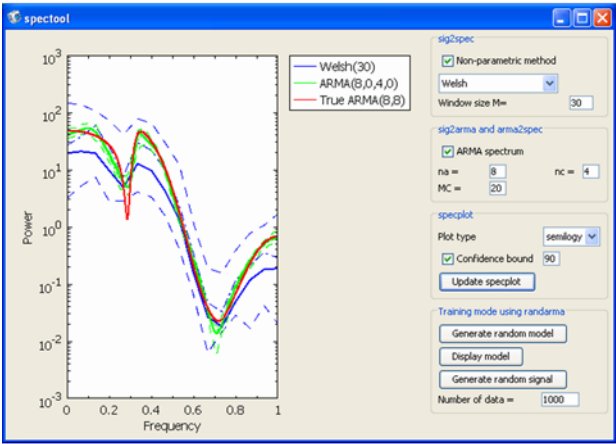 spectool
10^3
10^2
10^1
10^0
10^-1
10^-2
10^-3
Power
0 0.2 0.4 0.6 0.8 1
Frequency
Welsh(30)
ARMA(8,0,4,0)
True ARMA(8,8)
sig2spec
Non-parametric method
Welsh
Window size M= 30
sig2arma and arma2spec
ARMA spectrum
na = 8 nc = 4
MC = 20
specplot
Plot type semilogy
Confidence bound 90
Update specplot
Training mode using randarma
Generate random model
Display model
Generate random signal
Number of data = 1000